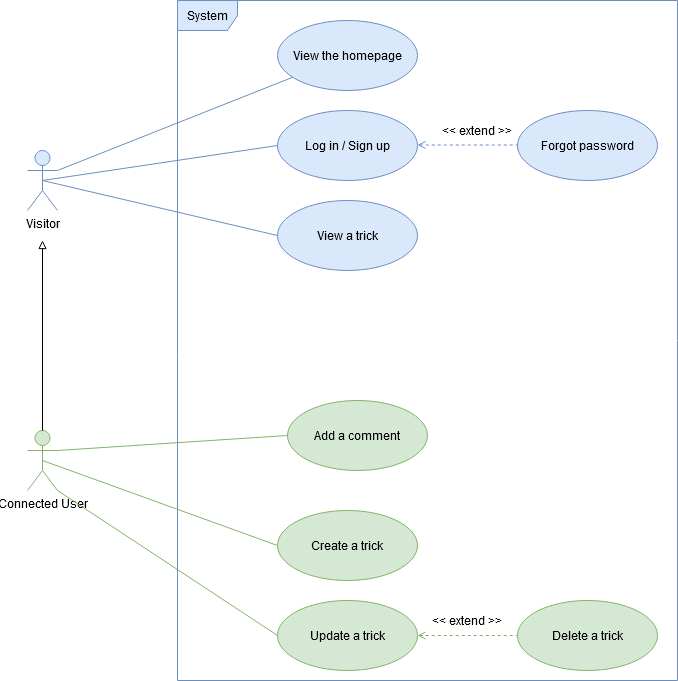 System
View the homepage
<< extend >>
Log in / Sign up
Forgot password
Visitor
View a trick
Add a comment
Connected User
Create a trick
<< extend >>
Update a trick
Delete a trick